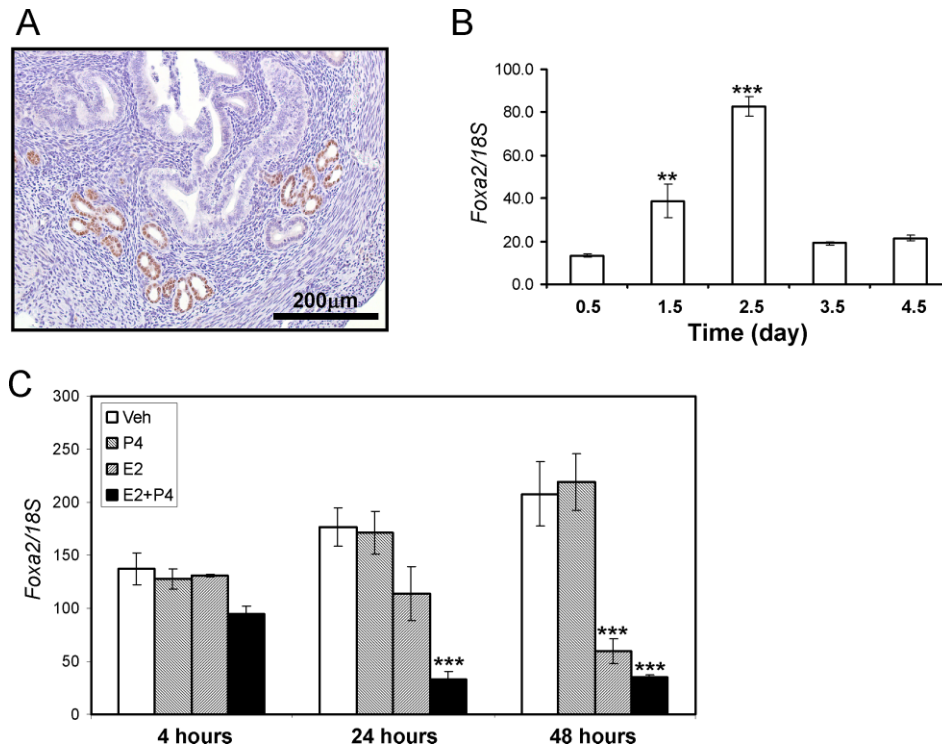 A
200μm
B
Foxa2/18S
100.0
80.0
60.0
40.0
20.0
0.0
**
***
0.5 1.5 2.5 3.5 4.5
Time (day)
C
Foxa2/18S
300
250
200
150
100
50
0
Veh
P4
E2
E2+P4
***
***
***
4 hours 24 hours 48 hours